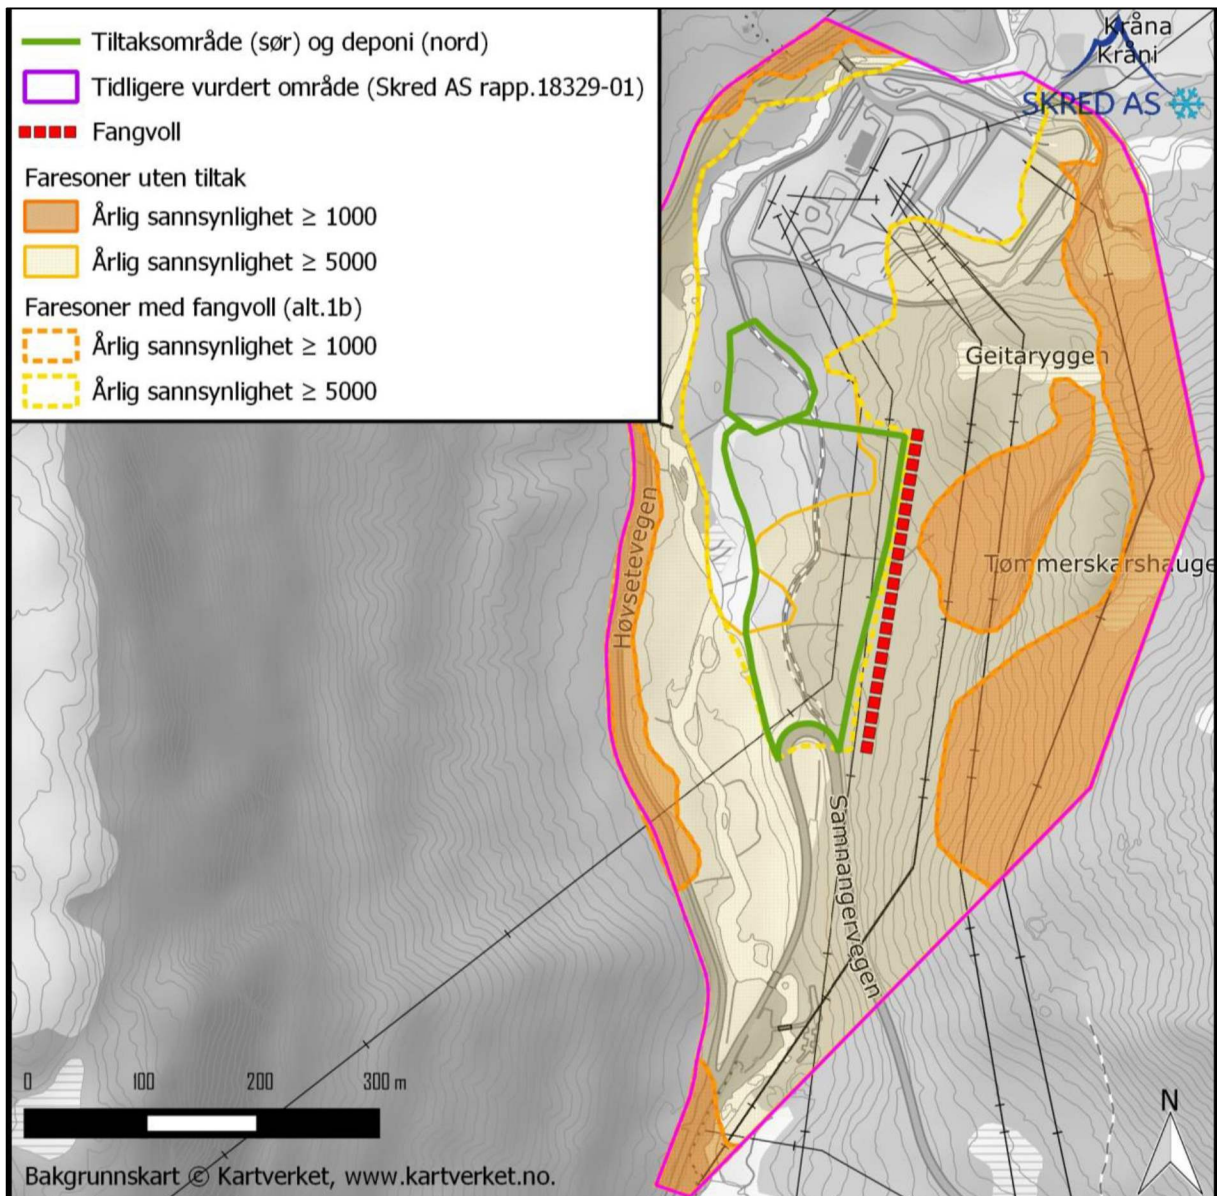 Tiltaksområde (sør) og deponi (nord)
Tidligere vurdert område (Skred AS rapp.18329-01)
Fangvoll
Faresoner uten tiltak
Årlig sannsynlighet ≥ 1000
Årlig sannsynlighet ≥ 5000
Faresoner med fangvoll (alt.1b)
Årlig sannsynlighet ≥ 1000
Årlig sannsynlighet ≥ 5000
Kråna
Kråni
SKRED AS
Geitaryggen
Tømmerskarshauge
Høvsetevegen
Samnangervegen
0 100 200 300 m
N
Bakgrunnskart © Kartverket, www.kartverket.no.